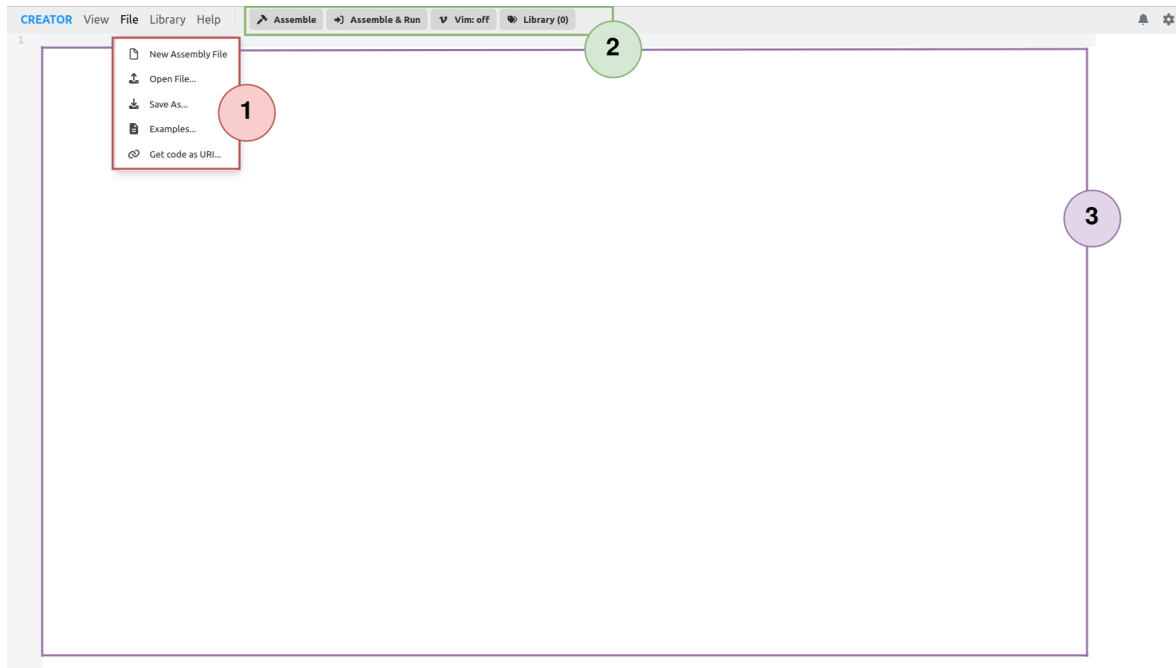 CREATOR View File Library Help Assemble Assemble & Run Vim: off Library (0)
1
2
New Assembly File
Open File...
Save As...
1
Examples...
Get code as URI...
3